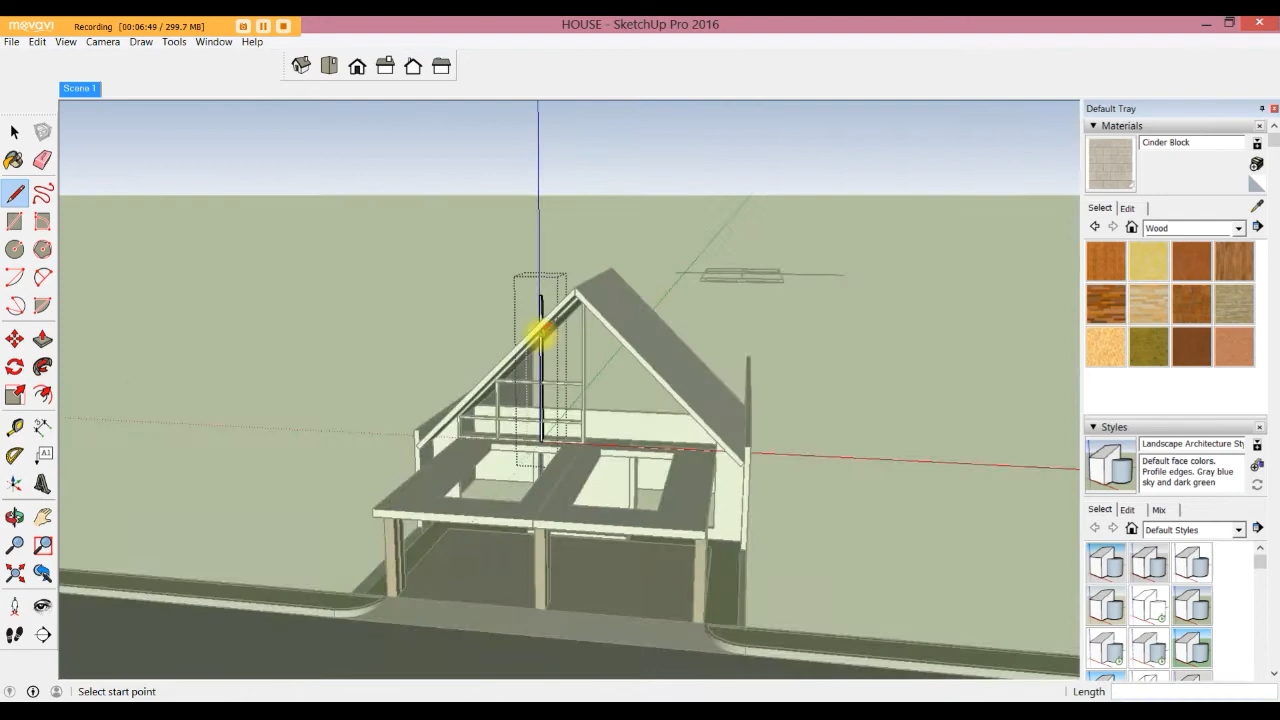 movavi
Recording [00:06:49 / 299.7 MB]
HOUSE - SketchUp Pro 2016
File Edit View Camera Draw Tools Window Help
Scene 1
Default Tray
Materials
Cinder Block
Select Edit
Wood
Styles
Landscape Architecture Sty
Default face colors.
Profile edges. Gray blue
sky and dark green
Select Edit Mix
Default Styles
A1
Select start point
Length